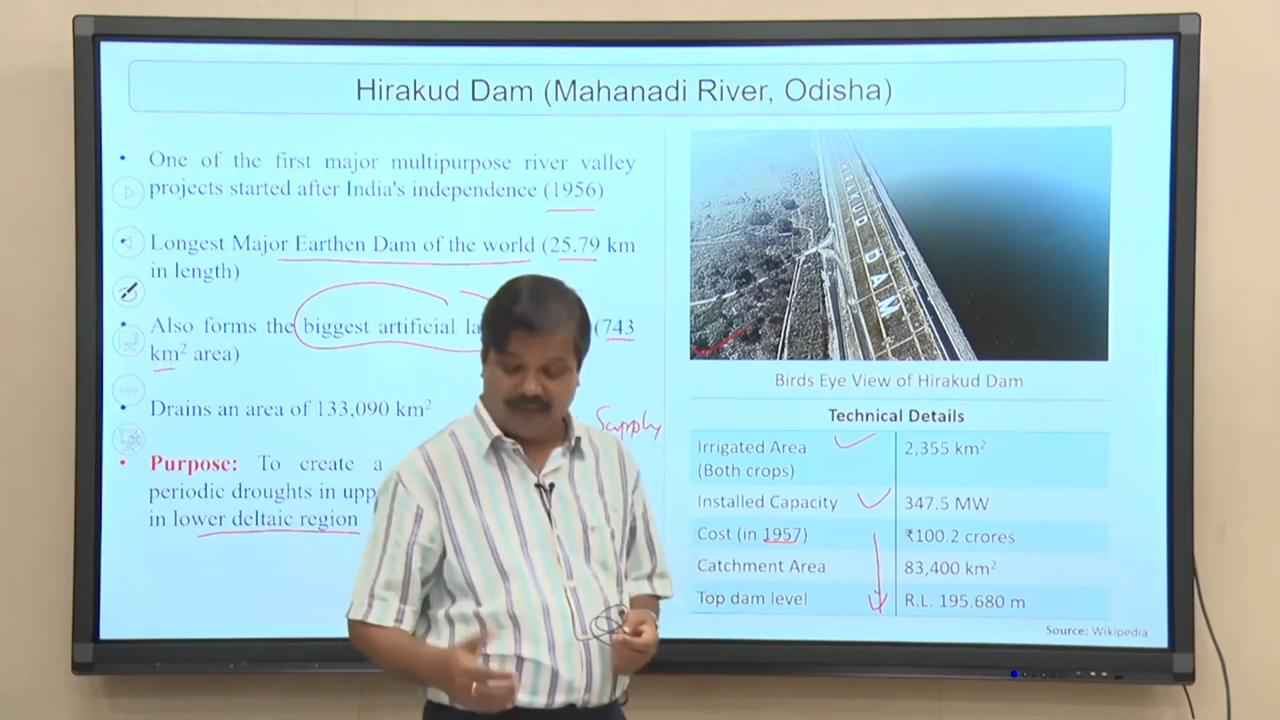 Hirakud Dam (Mahanadi River, Odisha)
• One of the first major multipurpose river valley
projects started after India's independence (1956)
Longest Major Earthen Dam of the world (25.79 km
in length)
• Also forms the biggest artificial (743
km² area)
• Drains an area of 133,090 km²
Supply
• Purpose: To create a
periodic droughts in
in lower deltaic region
HIRAKUD DAM
Birds Eye View of Hirakud Dam
Technical Details
Irrigated Area 2,355 km²
(Both crops)
Installed Capacity 347.5 MW
Cost (in 1957) ₹100.2 crores
Catchment Area 83,400 km²
Top dam level R.L. 195.680 m
Source: Wikipedia